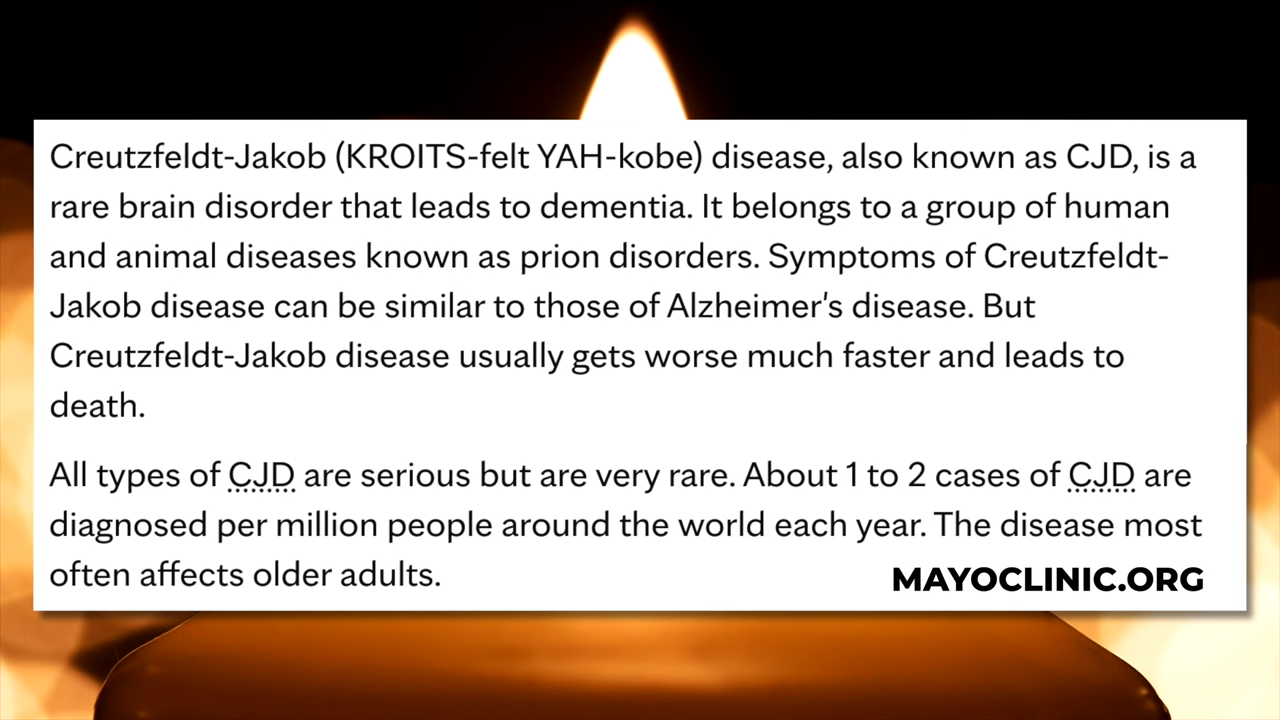 Creutzfeldt-Jakob (KROITS-felt YAH-kobe) disease, also known as CJD, is a
rare brain disorder that leads to dementia. It belongs to a group of human
and animal diseases known as prion disorders. Symptoms of Creutzfeldt-
Jakob disease can be similar to those of Alzheimer's disease. But
Creutzfeldt-Jakob disease usually gets worse much faster and leads to
death.
All types of CJD are serious but are very rare. About 1 to 2 cases of CJD are
diagnosed per million people around the world each year. The disease most
often affects older adults.
MAYOCLINIC.ORG